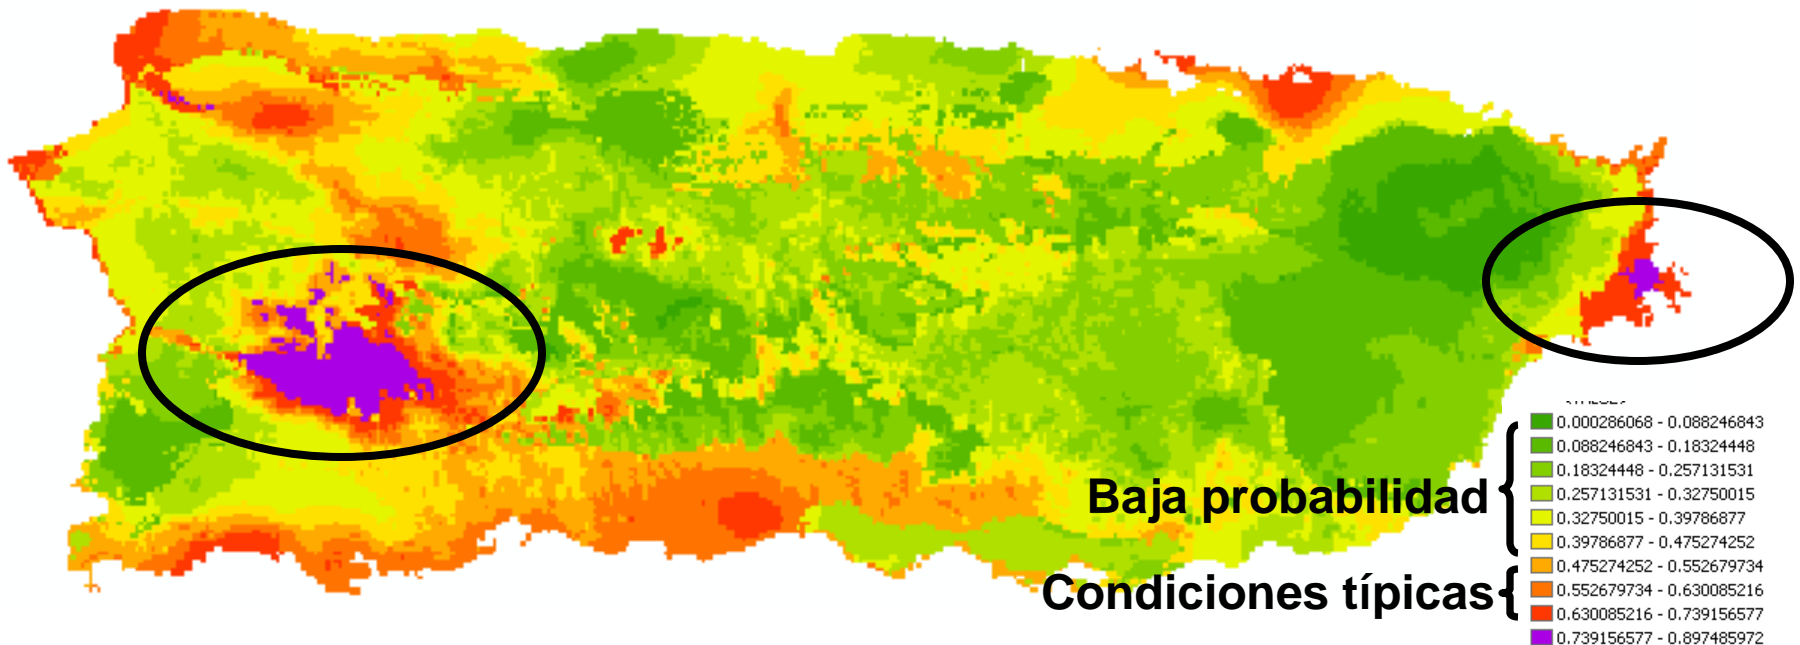 0.000286068 - 0.088246843
0.088246843 - 0.18324448
0.18324448 - 0.257131531
Baja probabilidad
0.257131531 - 0.32750015
0.32750015 - 0.39786877
0.39786877 - 0.475274252
0.475274252 - 0.552679734
Condiciones típicas
0.552679734 - 0.630085216
0.630085216 - 0.739156577
0.739156577 - 0.897485972